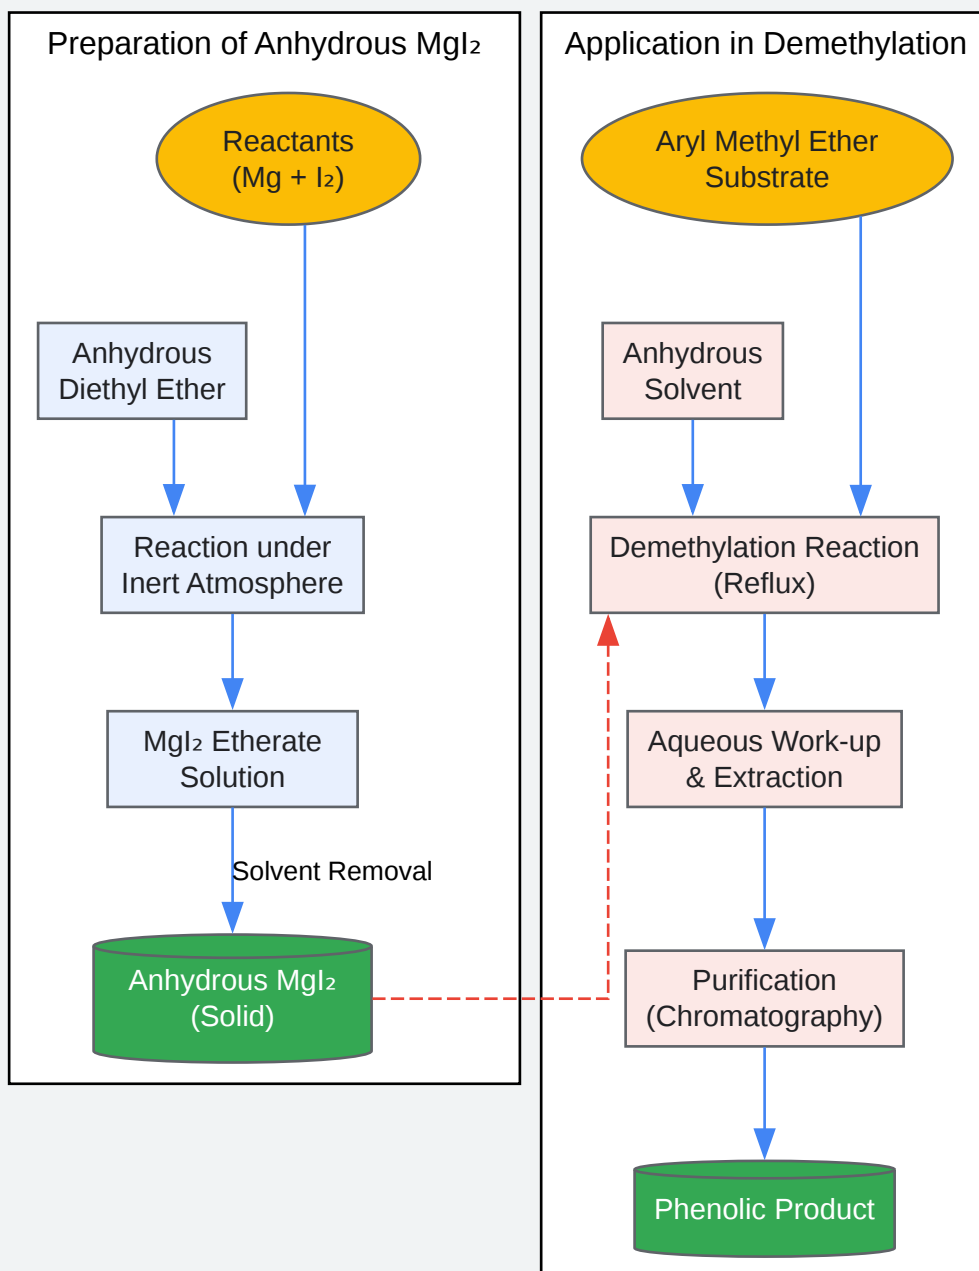 Preparation of Anhydrous MgI₂
Reactants
(Mg + I₂)
Anhydrous
Diethyl Ether
Reaction under
Inert Atmosphere
MgI₂ Etherate
Solution
Solvent Removal
Anhydrous MgI₂
(Solid)
Application in Demethylation
Aryl Methyl Ether
Substrate
Anhydrous
Solvent
Demethylation Reaction
(Reflux)
Aqueous Work-up
& Extraction
Purification
(Chromatography)
Phenolic Product